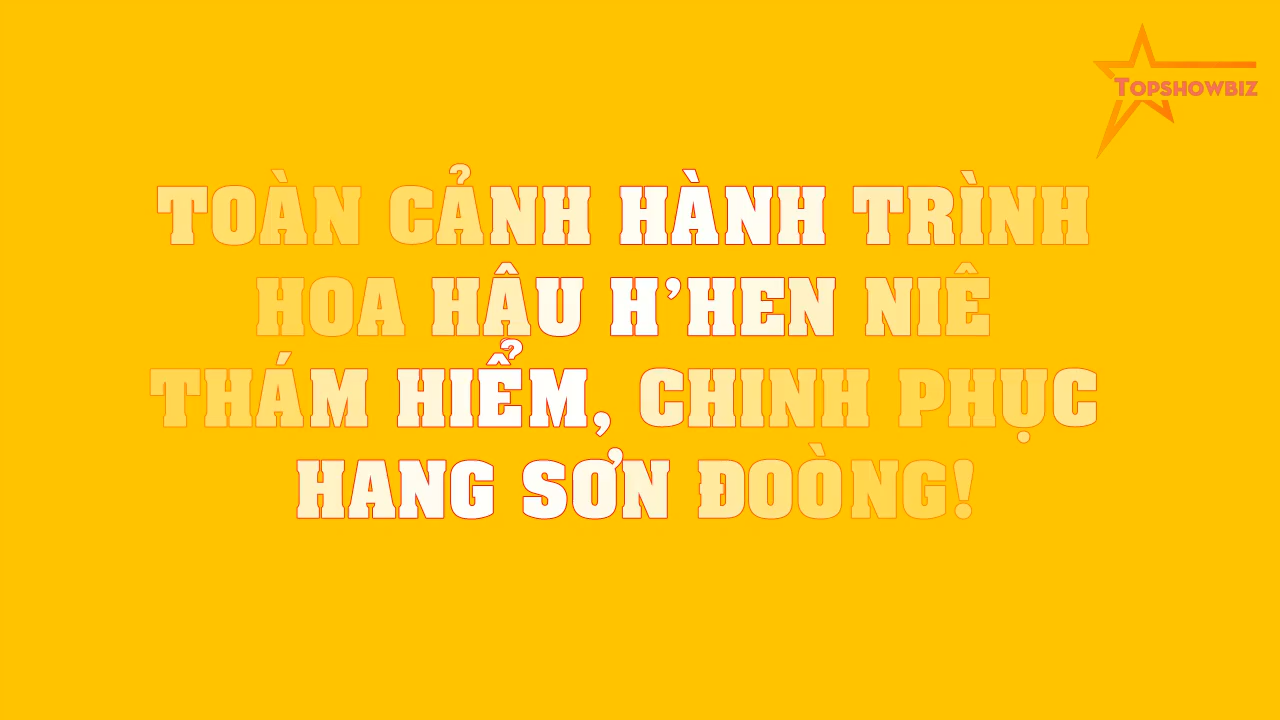 TOPSHOWBIZ
TOÀN CẢNH HÀNH TRÌNH
HOA HẬU H’HEN NIÊ
THÁM HIỂM, CHINH PHỤC
HANG SƠN ĐOÒNG!